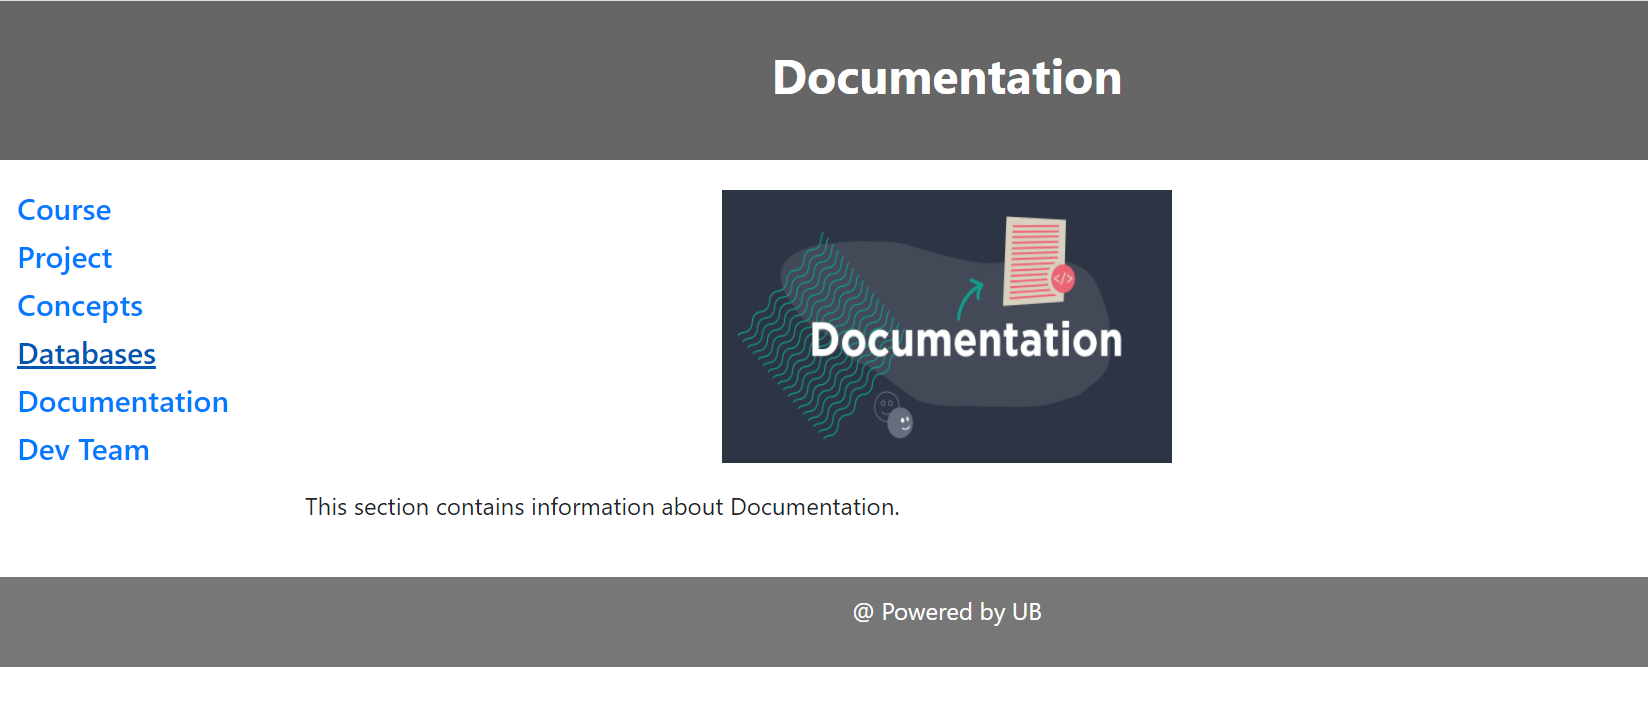 Documentation
Course
Project
Concepts
Databases
Documentation
Dev Team
</>
Documentation
This section contains information about Documentation.
@ Powered by UB